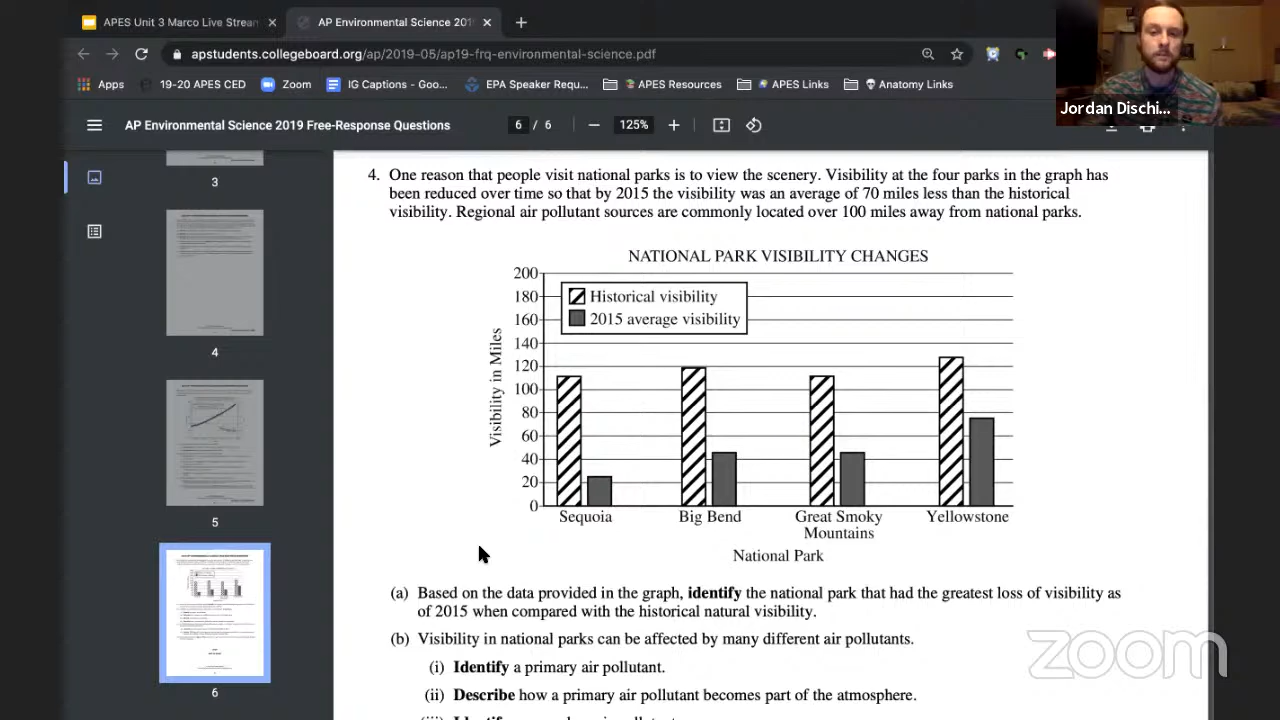 APES Unit 3 Marco Live Stream
AP Environmental Science 201
apstudents.collegeboard.org/ap/2019-05/ap19-frq-environmental-science.pdf
Apps
19-20 APES CED
Zoom
IG Captions - Goo...
EPA Speaker Requ...
APES Resources
APES Links
Anatomy Links
Jordan Dischi...
AP Environmental Science 2019 Free-Response Questions
6 / 6
125%
3
4
5
6
4. One reason that people visit national parks is to view the scenery. Visibility at the four parks in the graph has
been reduced over time so that by 2015 the visibility was an average of 70 miles less than the historical
visibility. Regional air pollutant sources are commonly located over 100 miles away from national parks.
NATIONAL PARK VISIBILITY CHANGES
Historical visibility
2015 average visibility
Visibility in Miles
200
180
160
140
120
100
80
60
40
20
0
Sequoia
Big Bend
Great Smoky
Mountains
Yellowstone
National Park
(a) Based on the data provided in the graph, identify the national park that had the greatest loss of visibility as
of 2015 when compared with its historical natural visibility.
(b) Visibility in national parks can be affected by many different air pollutants.
(i) Identify a primary air pollutant.
(ii) Describe how a primary air pollutant becomes part of the atmosphere.
zoom